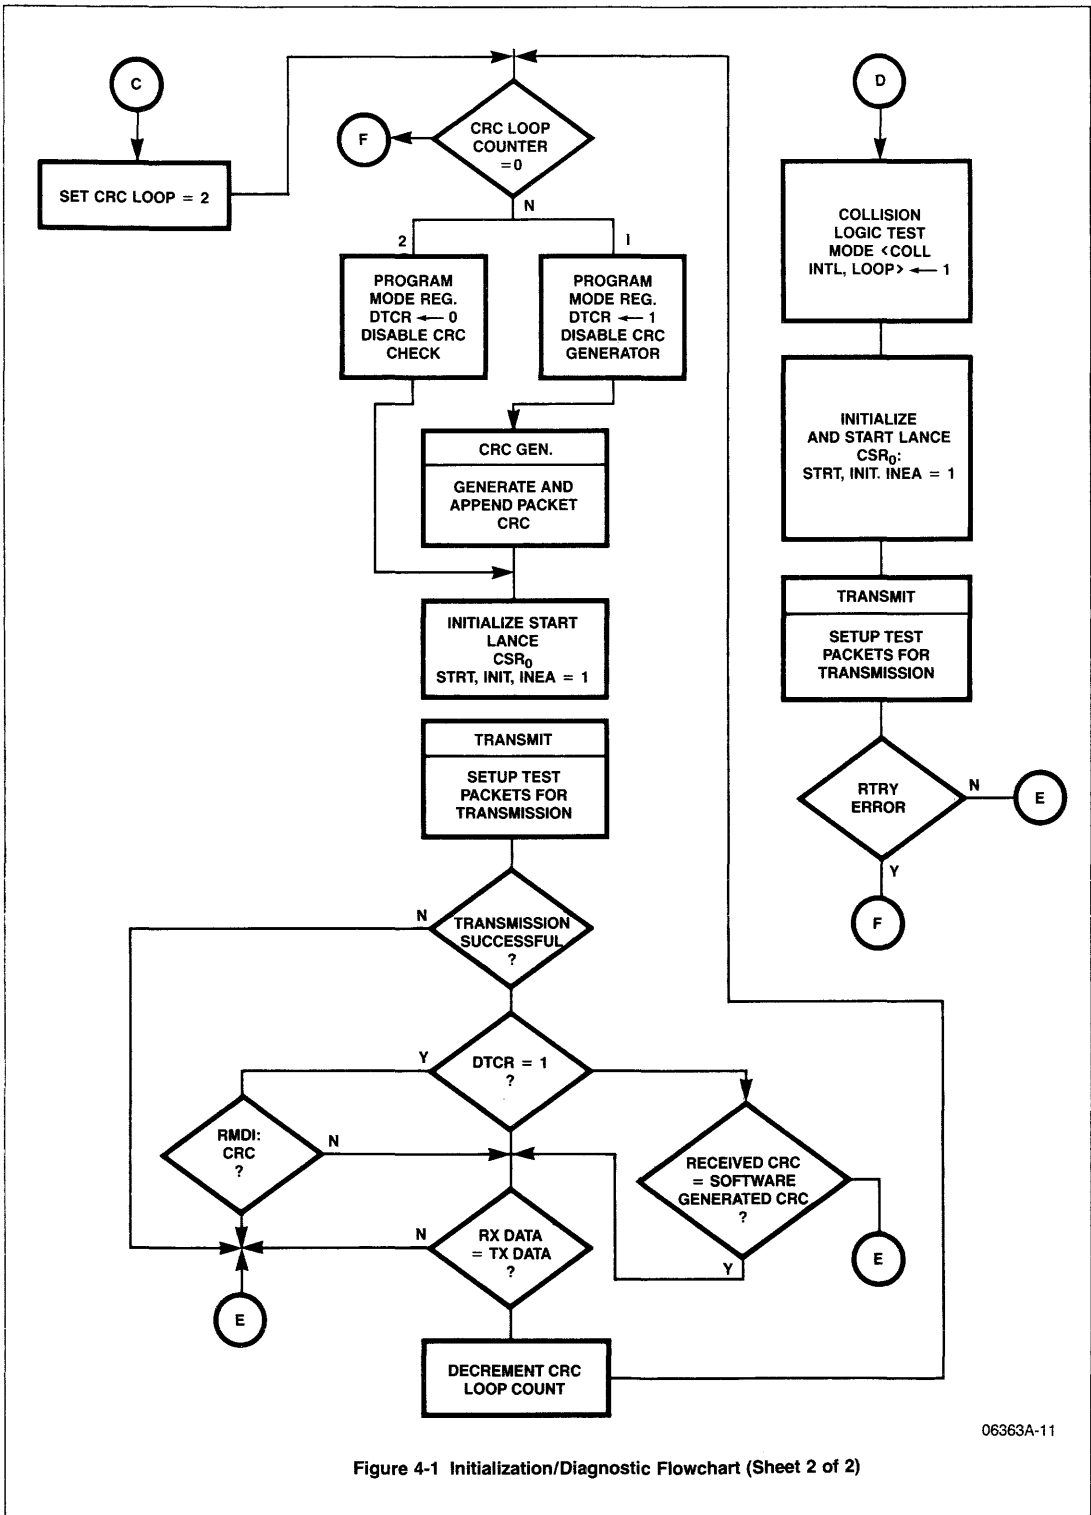 C
SET CRC LOOP = 2
F
CRC LOOP
COUNTER
=0
N
2
I
PROGRAM
MODE REG.
DTCR ← 0
DISABLE CRC
CHECK
PROGRAM
MODE REG.
DTCR ← 1
DISABLE CRC
GENERATOR
CRC GEN.
GENERATE AND
APPEND PACKET
CRC
INITIALIZE START
LANCE
CSR0
STRT, INIT, INEA = 1
TRANSMIT
SETUP TEST
PACKETS FOR
TRANSMISSION
N
TRANSMISSION
SUCCESSFUL
?
Y
DTCR = 1
?
RMDI:
CRC
?
N
RECEIVED CRC
= SOFTWARE
GENERATED CRC
?
Y
E
N
RX DATA
= TX DATA
?
E
DECREMENT CRC
LOOP COUNT
D
COLLISION
LOGIC TEST
MODE <COLL
INTL, LOOP> ← 1
INITIALIZE
AND START LANCE
CSR0:
STRT, INIT. INEA = 1
TRANSMIT
SETUP TEST
PACKETS FOR
TRANSMISSION
RTRY
ERROR
N
E
Y
F
06363A-11
Figure 4-1 Initialization/Diagnostic Flowchart (Sheet 2 of 2)